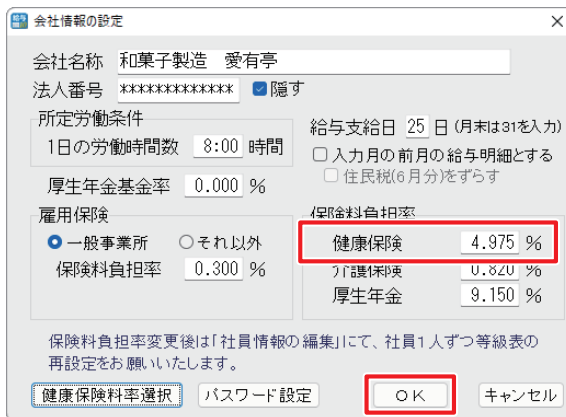 給与 会社情報の設定
会社名称 和菓子製造 愛有亭
法人番号 ************* 隠す
所定労働条件
1日の労働時間数 8:00 時間
給与支給日 25 日 (月末は31を入力)
入力月の前月の給与明細とする
住民税(6月分)をずらす
厚生年金基金率 0.000 %
雇用保険
一般事業所 それ以外
保険料負担率 0.300 %
保険料負担率
健康保険 4.975 %
介護保険 0.820 %
厚生年金 9.150 %
保険料負担率変更後は「社員情報の編集」にて、社員1人ずつ等級表の
再設定をお願いいたします。
健康保険料率選択 パスワード設定 OK キャンセル